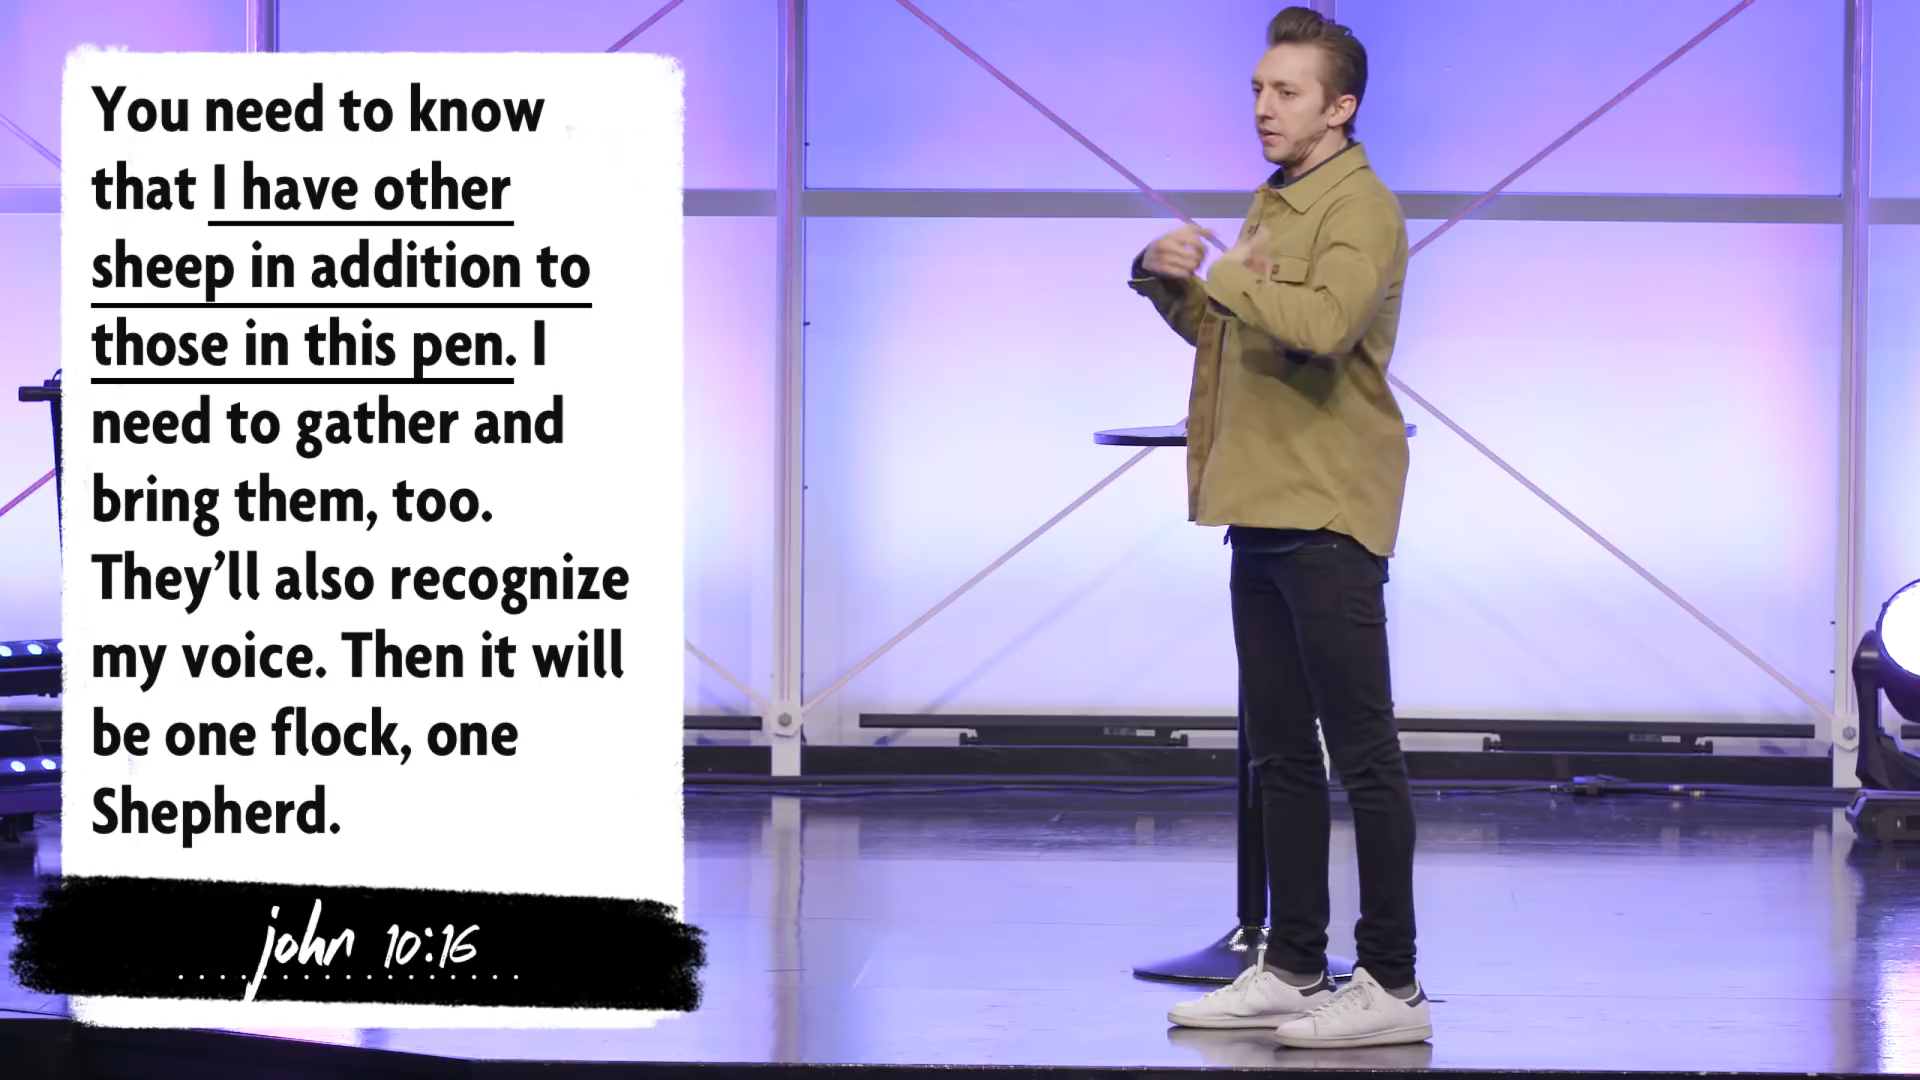 You need to know
that I have other
sheep in addition to
those in this pen. I
need to gather and
bring them, too.
They’ll also recognize
my voice. Then it will
be one flock, one
Shepherd.
john 10:16